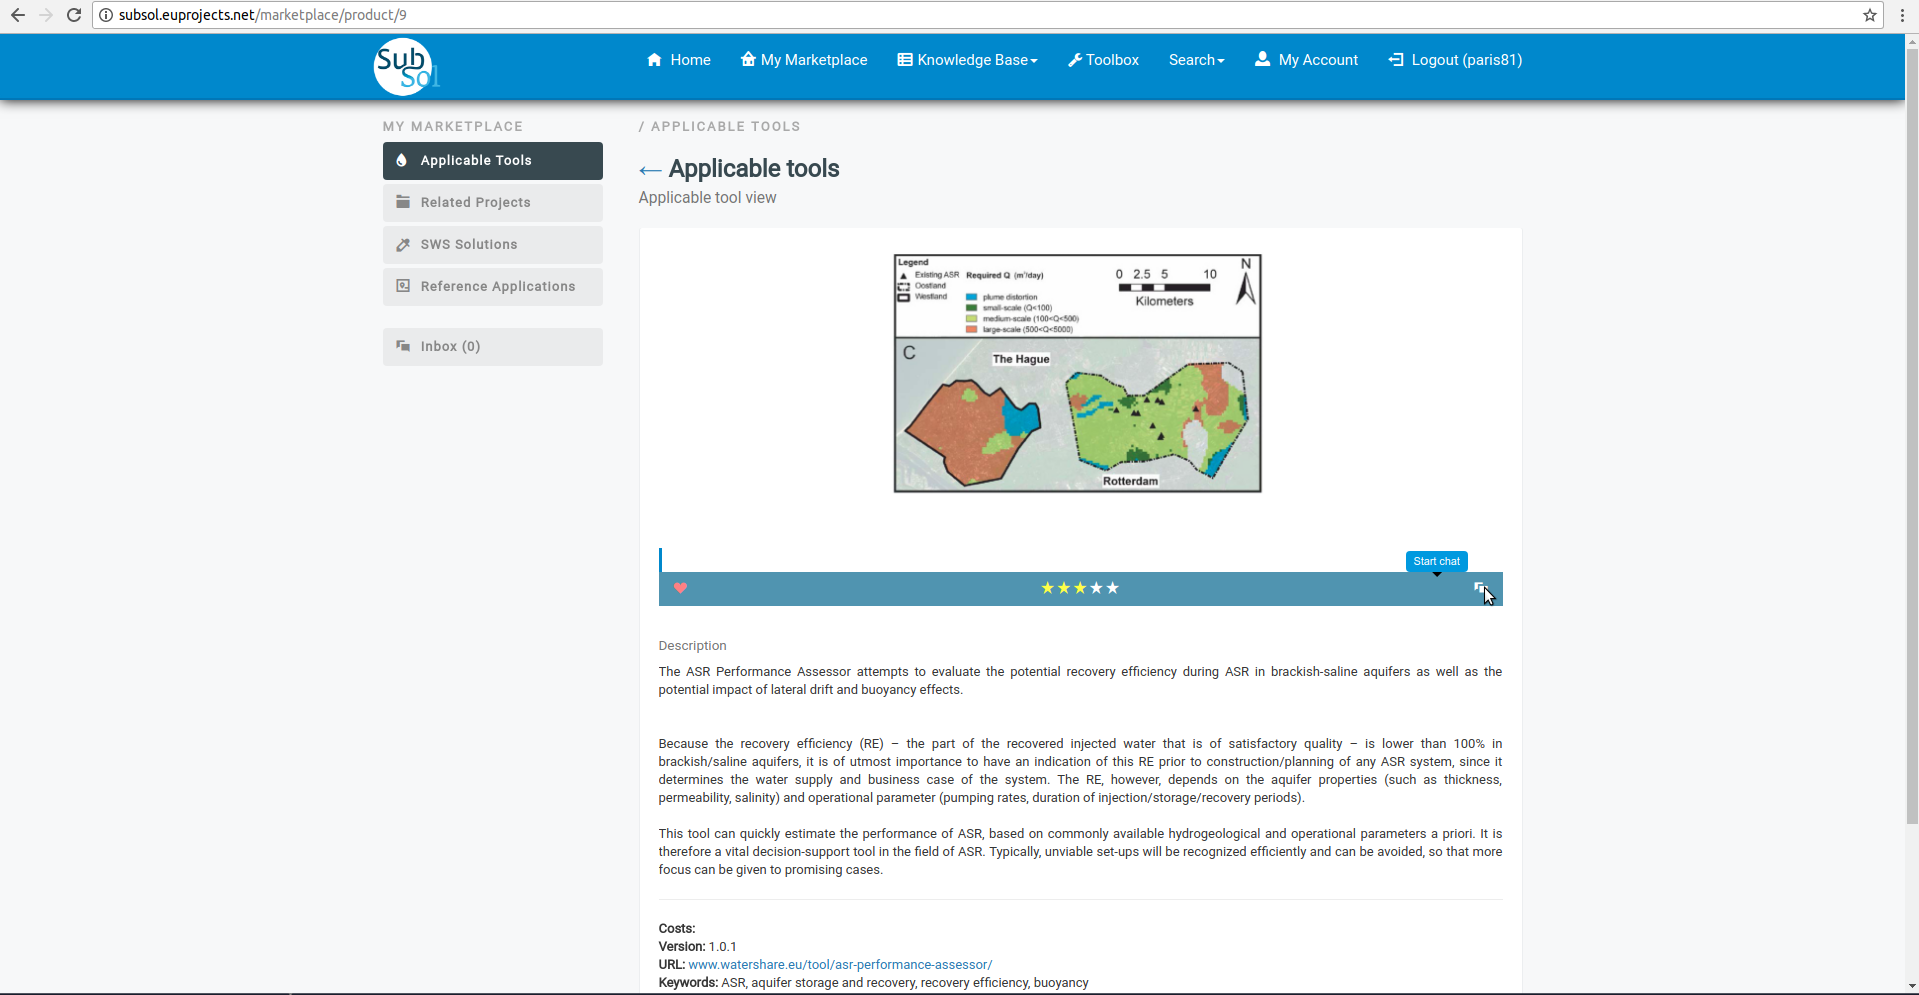 subsol.euprojects.net/marketplace/product/9
Sub
Sol
Home
My Marketplace
Knowledge Base
Toolbox
Search
My Account
Logout (paris81)
MY MARKETPLACE
Applicable Tools
Related Projects
SWS Solutions
Reference Applications
Inbox (0)
/ APPLICABLE TOOLS
← Applicable tools
Applicable tool view
Legend
Existing ASR
Oostland
Westland
Required Q (m³/day)
plume distortion
small-scale (Q<100)
medium-scale (100<Q<500)
large-scale (500<Q<5000)
0 2.5 5 10
Kilometers
N
C
The Hague
Rotterdam
Start chat
Description
The ASR Performance Assessor attempts to evaluate the potential recovery efficiency during ASR in brackish-saline aquifers as well as the
potential impact of lateral drift and buoyancy effects.
Because the recovery efficiency (RE) – the part of the recovered injected water that is of satisfactory quality – is lower than 100% in
brackish/saline aquifers, it is of utmost importance to have an indication of this RE prior to construction/planning of any ASR system, since it
determines the water supply and business case of the system. The RE, however, depends on the aquifer properties (such as thickness,
permeability, salinity) and operational parameter (pumping rates, duration of injection/storage/recovery periods).
This tool can quickly estimate the performance of ASR, based on commonly available hydrogeological and operational parameters a priori. It is
therefore a vital decision-support tool in the field of ASR. Typically, unviable set-ups will be recognized efficiently and can be avoided, so that more
focus can be given to promising cases.
Costs:
Version: 1.0.1
URL: www.watershare.eu/tool/asr-performance-assessor/
Keywords: ASR, aquifer storage and recovery, recovery efficiency, buoyancy